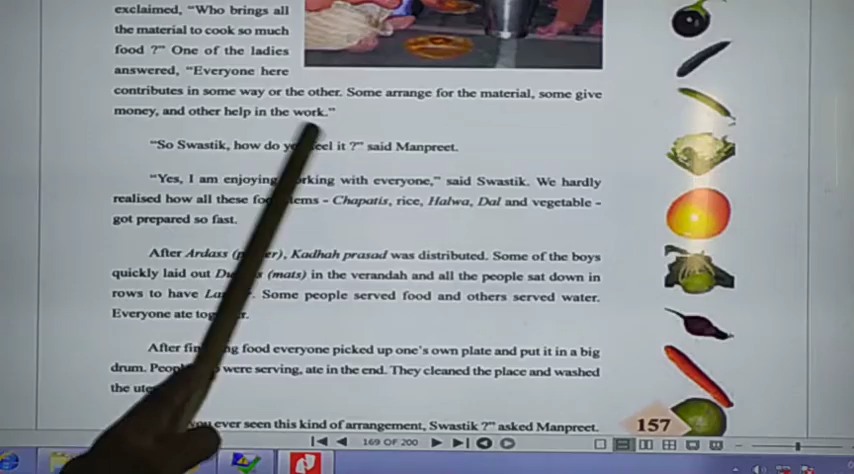 exclaimed, “Who brings all
the material to cook so much
food ?” One of the ladies
answered, “Everyone here
contributes in some way or the other. Some arrange for the material, some give
money, and other help in the work.”
“So Swastik, how do feel it ?” said Manpreet.
“Yes, I am enjoying with everyone,” said Swastik. We hardly
realised how all these - Chapatis, rice, Halwa, Dal and vegetable -
got prepared so fast.
After Ardass Kadhah prasad was distributed. Some of the boys
quickly laid out (mats) in the verandah and all the people sat down in
rows to have Some people served food and others served water.
Everyone ate
After food everyone picked up one’s own plate and put it in a big
drum. were serving, ate in the end. They cleaned the place and washed
the
ever seen this kind of arrangement, Swastik ?” asked Manpreet.
157
169 OF 200